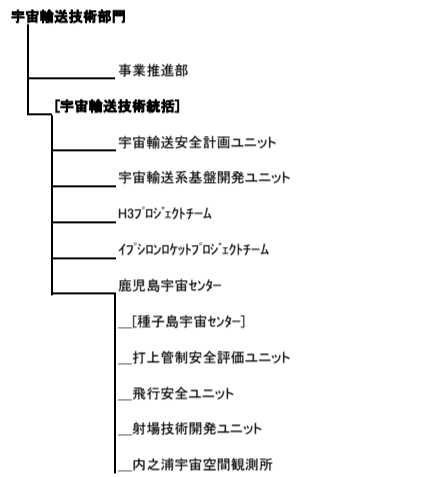 宇宙輸送技術部門
事業推進部
[宇宙輸送技術統括]
宇宙輸送安全計画ユニット
宇宙輸送系基盤開発ユニット
H3ﾌﾟﾛｼﾞｪｸﾄﾁｰﾑ
ｲﾌﾟｼﾛﾝﾛｹｯﾄﾌﾟﾛｼﾞｪｸﾄﾁｰﾑ
鹿児島宇宙ｾﾝﾀｰ
__[種子島宇宙ｾﾝﾀｰ]
__打上管制安全評価ユニット
__飛行安全ユニット
__射場技術開発ユニット
__内之浦宇宙空間観測所